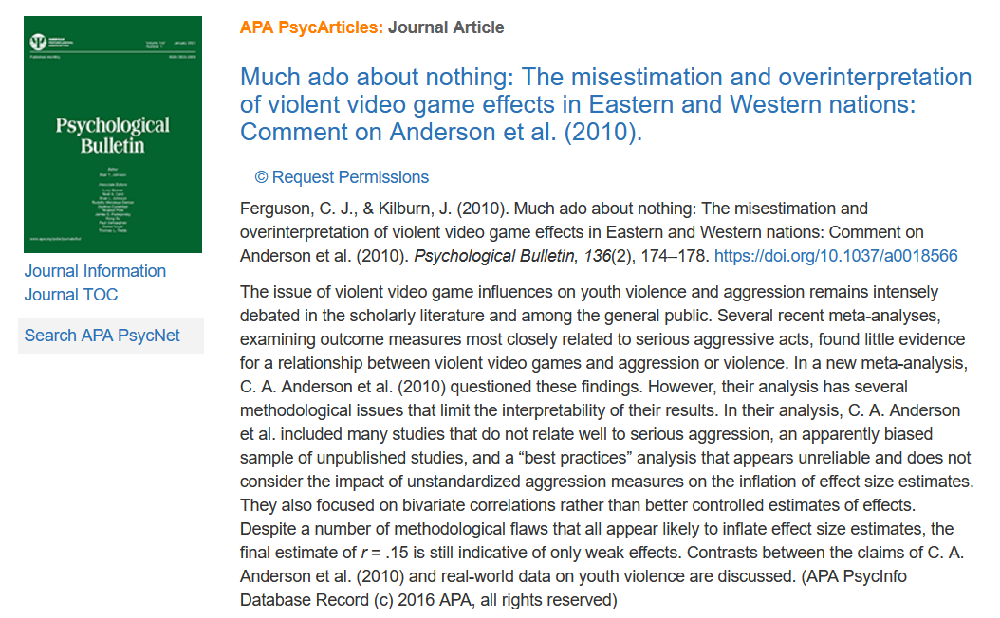 APA PsycArticles: Journal Article
Psychological
Bulletin
Journal Information
Journal TOC
Search APA PsycNet
Much ado about nothing: The misestimation and overinterpretation
of violent video game effects in Eastern and Western nations:
Comment on Anderson et al. (2010).
© Request Permissions
Ferguson, C. J., & Kilburn, J. (2010). Much ado about nothing: The misestimation and
overinterpretation of violent video game effects in Eastern and Western nations: Comment on
Anderson et al. (2010). Psychological Bulletin, 136(2), 174–178. https://doi.org/10.1037/a0018566
The issue of violent video game influences on youth violence and aggression remains intensely
debated in the scholarly literature and among the general public. Several recent meta-analyses,
examining outcome measures most closely related to serious aggressive acts, found little evidence
for a relationship between violent video games and aggression or violence. In a new meta-analysis,
C. A. Anderson et al. (2010) questioned these findings. However, their analysis has several
methodological issues that limit the interpretability of their results. In their analysis, C. A. Anderson
et al. included many studies that do not relate well to serious aggression, an apparently biased
sample of unpublished studies, and a “best practices” analysis that appears unreliable and does not
consider the impact of unstandardized aggression measures on the inflation of effect size estimates.
They also focused on bivariate correlations rather than better controlled estimates of effects.
Despite a number of methodological flaws that all appear likely to inflate effect size estimates, the
final estimate of r = .15 is still indicative of only weak effects. Contrasts between the claims of C. A.
Anderson et al. (2010) and real-world data on youth violence are discussed. (APA PsycInfo
Database Record (c) 2016 APA, all rights reserved)